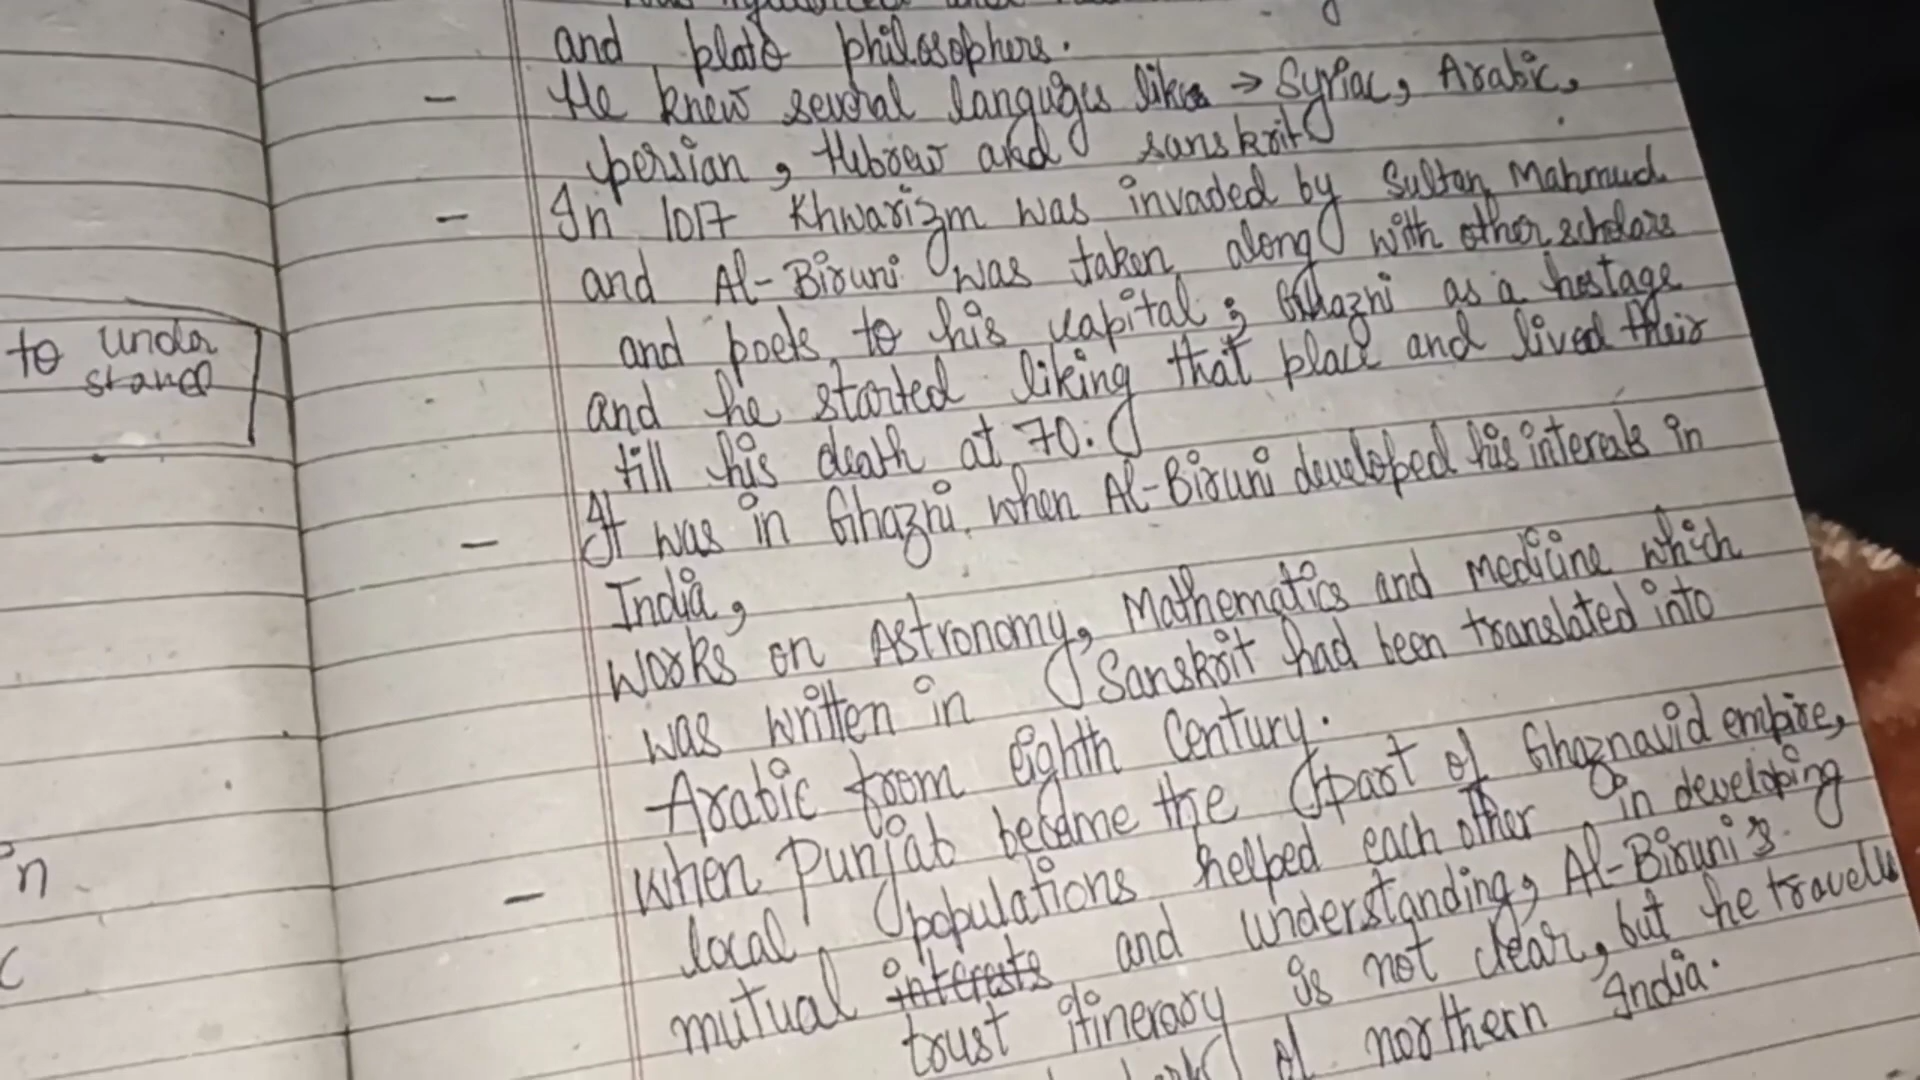 and plato philosophers.
- He knew several languges like → Syriac, Arabic,
persian, Hebrew and sanskrit
- In 1017 Khwarizm was invaded by Sultan Mahmud
and Al-Biruni was taken along with other scholars
and poets to his capital; Ghazni as a hostage
and he started liking that place and lived their
till his death at 70.
- It was in Ghazni when Al-Biruni developed his interests in
India,
works on Astronomy, Mathematics and medicine which
was written in Sanskrit had been translated into
Arabic from eighth century.
- when Punjab became the part of Ghaznavid empire,
local populations helped each other in developing
mutual interests and understanding, Al-Biruni's
trust itinerary is not clear, but he travells
of northern India.
to under
stand
in
c